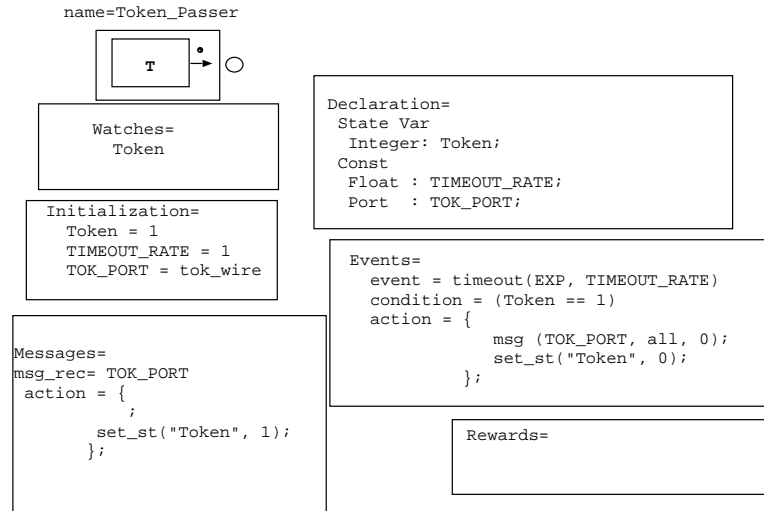 name=Token_Passer
T
Watches=
Token
Declaration=
State Var
Integer: Token;
Const
Float : TIMEOUT_RATE;
Port : TOK_PORT;
Initialization=
Token = 1
TIMEOUT_RATE = 1
TOK_PORT = tok_wire
Events=
event = timeout(EXP, TIMEOUT_RATE)
condition = (Token == 1)
action = {
msg (TOK_PORT, all, 0);
set_st("Token", 0);
};
Messages=
msg_rec= TOK_PORT
action = {
;
set_st("Token", 1);
};
Rewards=